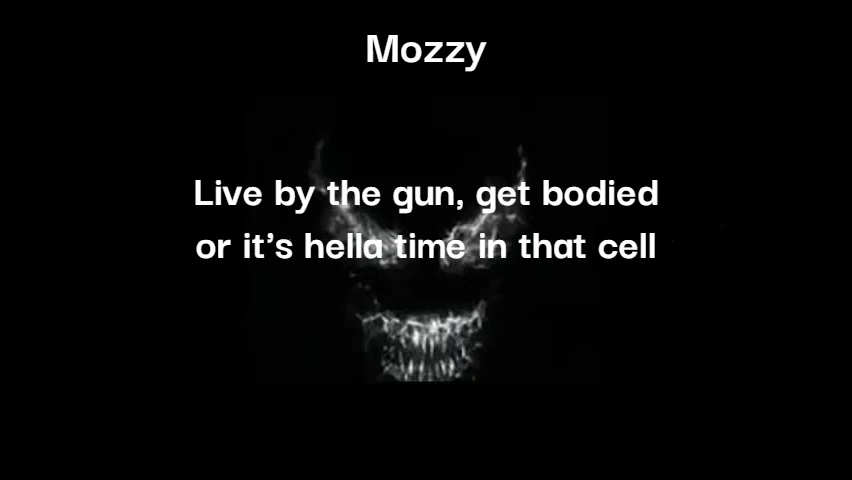 Mozzy
Live by the gun, get bodied
or it’s hella time in that cell